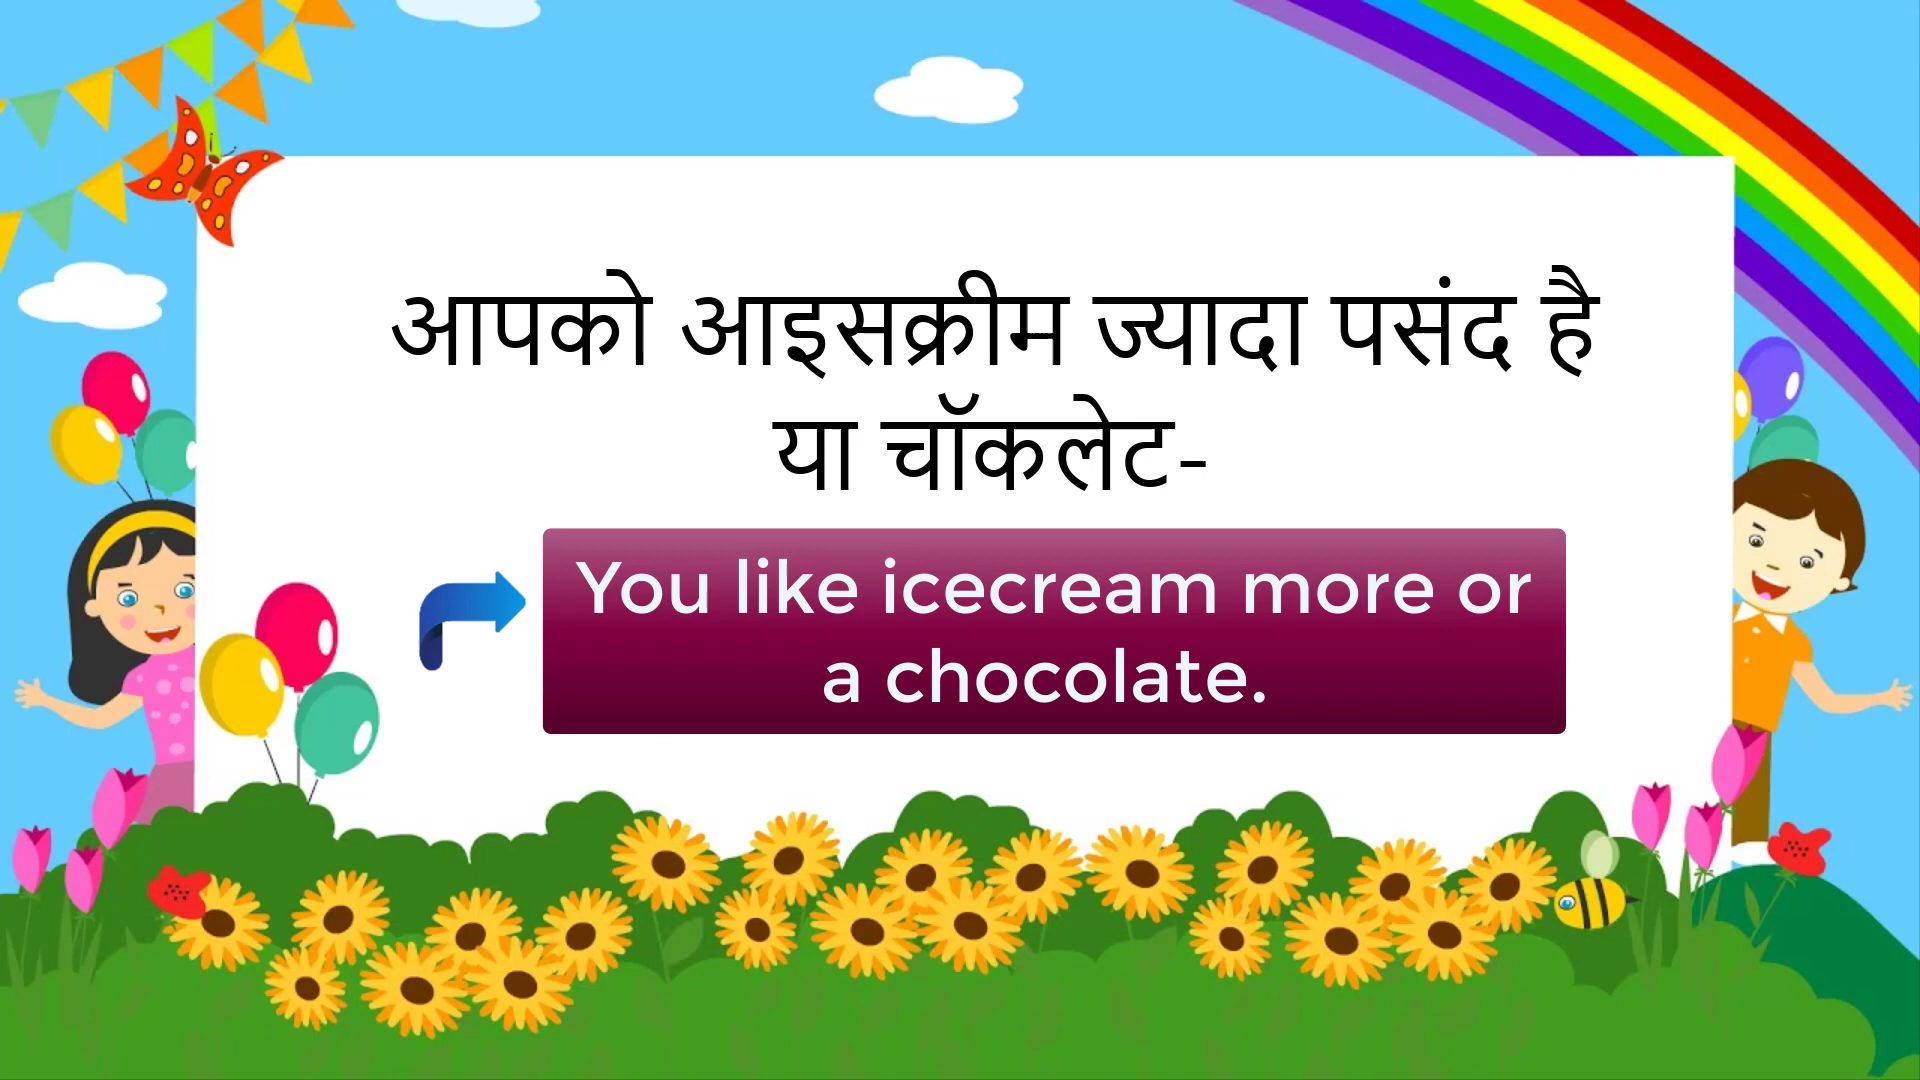 आपको आइसक्रीम ज्यादा पसंद है
या चॉकलेट-
You like icecream more or
a chocolate.